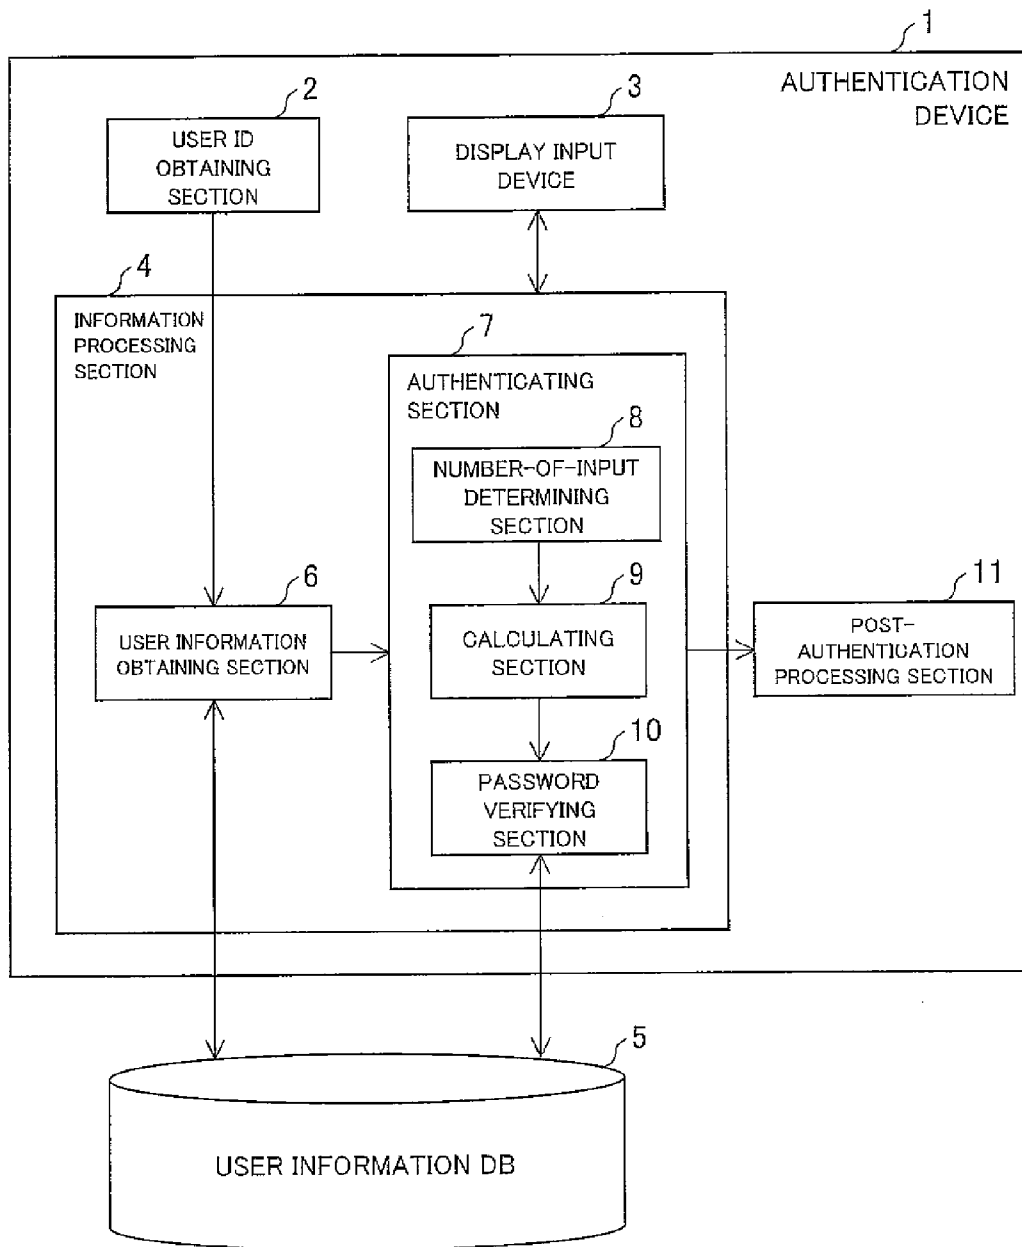 1
AUTHENTICATION
DEVICE
2
USER ID
OBTAINING
SECTION
3
DISPLAY INPUT
DEVICE
4
INFORMATION
PROCESSING
SECTION
7
AUTHENTICATING
SECTION
8
NUMBER-OF-INPUT
DETERMINING
SECTION
6
USER INFORMATION
OBTAINING SECTION
9
CALCULATING
SECTION
11
POST-
AUTHENTICATION
PROCESSING SECTION
10
PASSWORD
VERIFYING
SECTION
5
USER INFORMATION DB